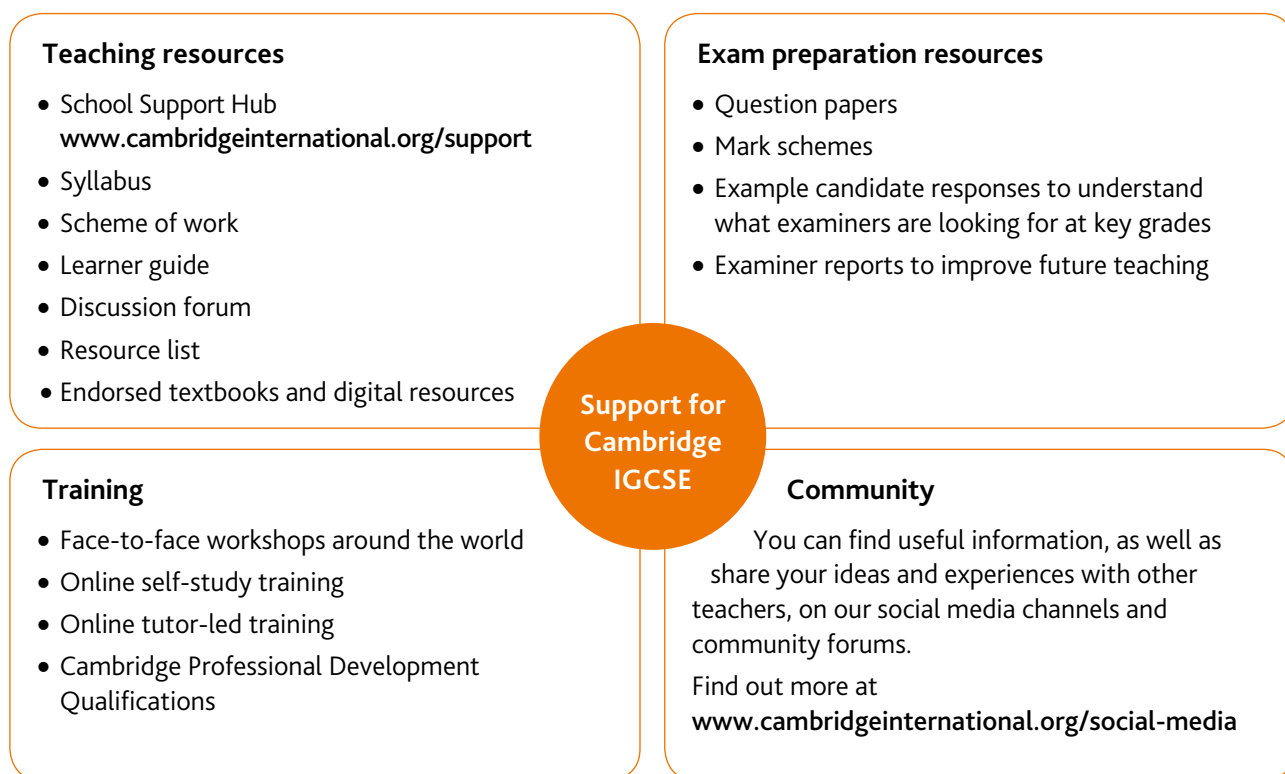 Teaching resources
• School Support Hub
www.cambridgeinternational.org/support
• Syllabus
• Scheme of work
• Learner guide
• Discussion forum
• Resource list
• Endorsed textbooks and digital resources
Exam preparation resources
• Question papers
• Mark schemes
• Example candidate responses to understand
what examiners are looking for at key grades
• Examiner reports to improve future teaching
Support for
Cambridge
IGCSE
Training
• Face-to-face workshops around the world
• Online self-study training
• Online tutor-led training
• Cambridge Professional Development
Qualifications
Community
You can find useful information, as well as
share your ideas and experiences with other
teachers, on our social media channels and
community forums.
Find out more at
www.cambridgeinternational.org/social-media